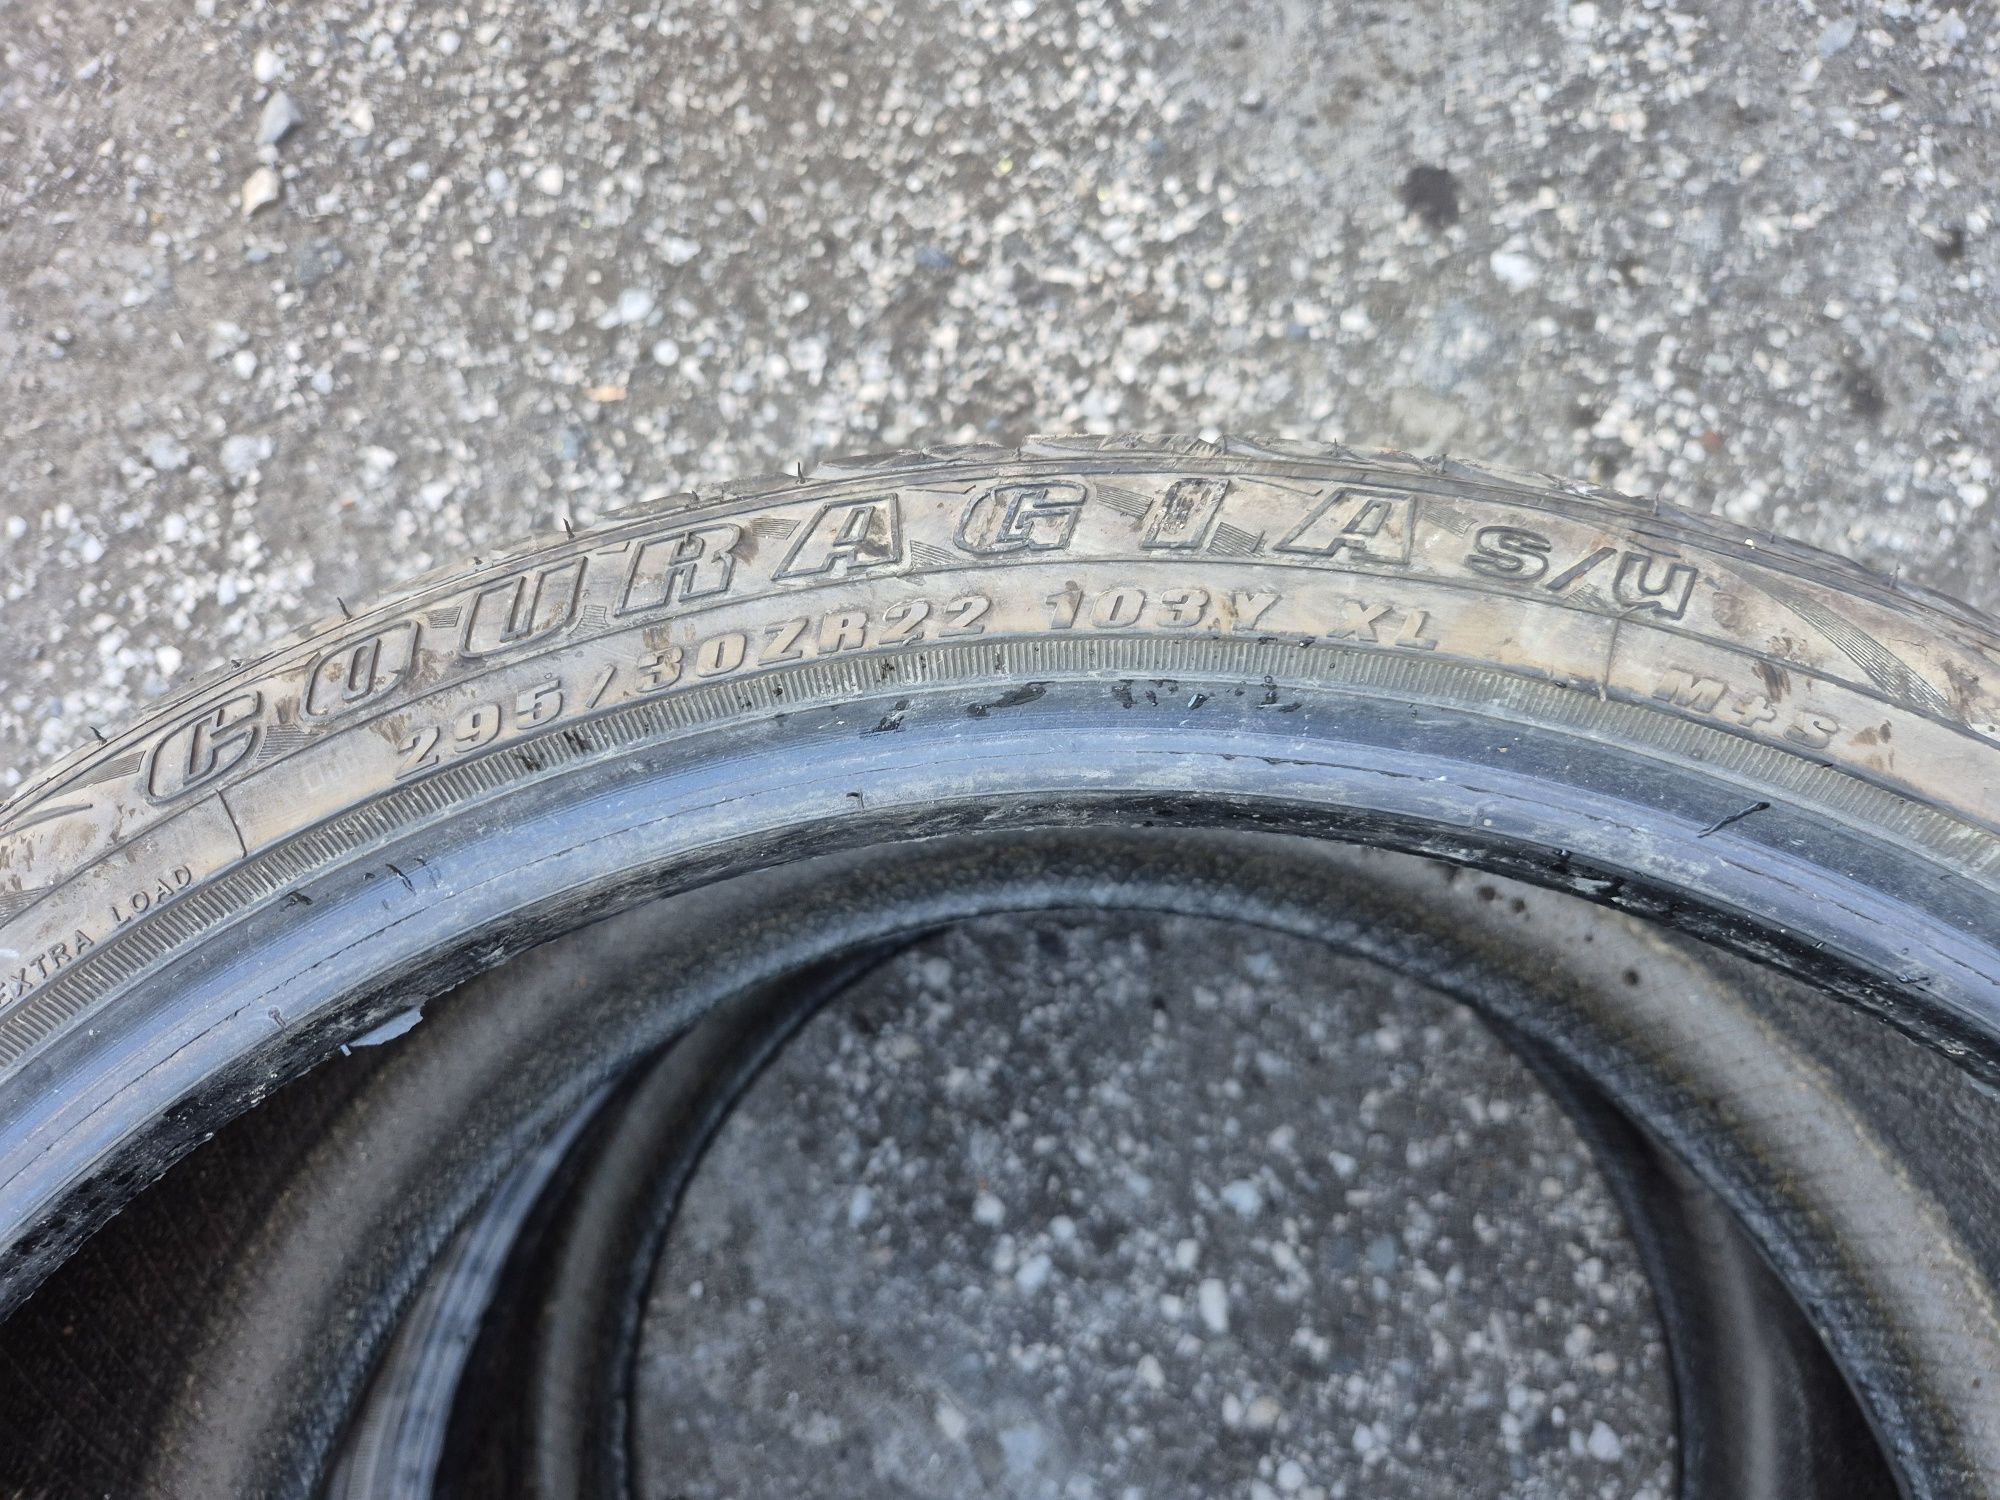 COURAGIA S/U
295/30ZR22 103Y XL
M+S
EXTRA LOAD